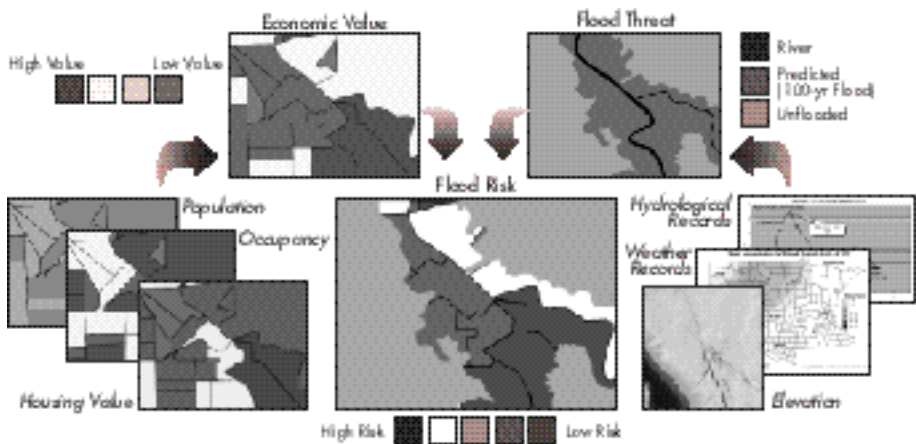 Economic Value
Flood Threat
High Value
Low Value
River
Predicted
(100-yr Flood)
Unflooded
Flood Risk
Population
Occupancy
Housing Value
Hydrological
Records
Weather
Records
Elevation
High Risk
Low Risk